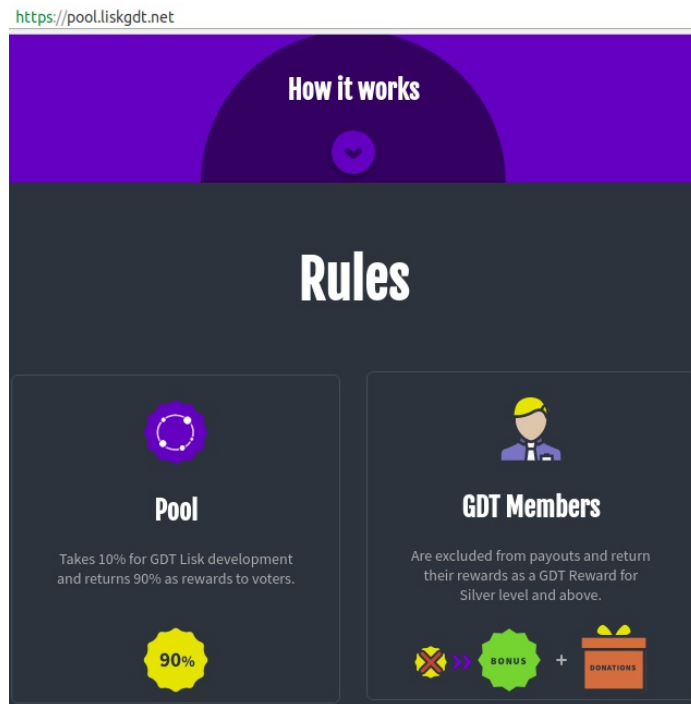 https://pool.liskgdt.net
How it works
Rules
Pool
Takes 10% for GDT Lisk development
and returns 90% as rewards to voters.
90%
GDT Members
Are excluded from payouts and return
their rewards as a GDT Reward for
Silver level and above.
BONUS + DONATIONS